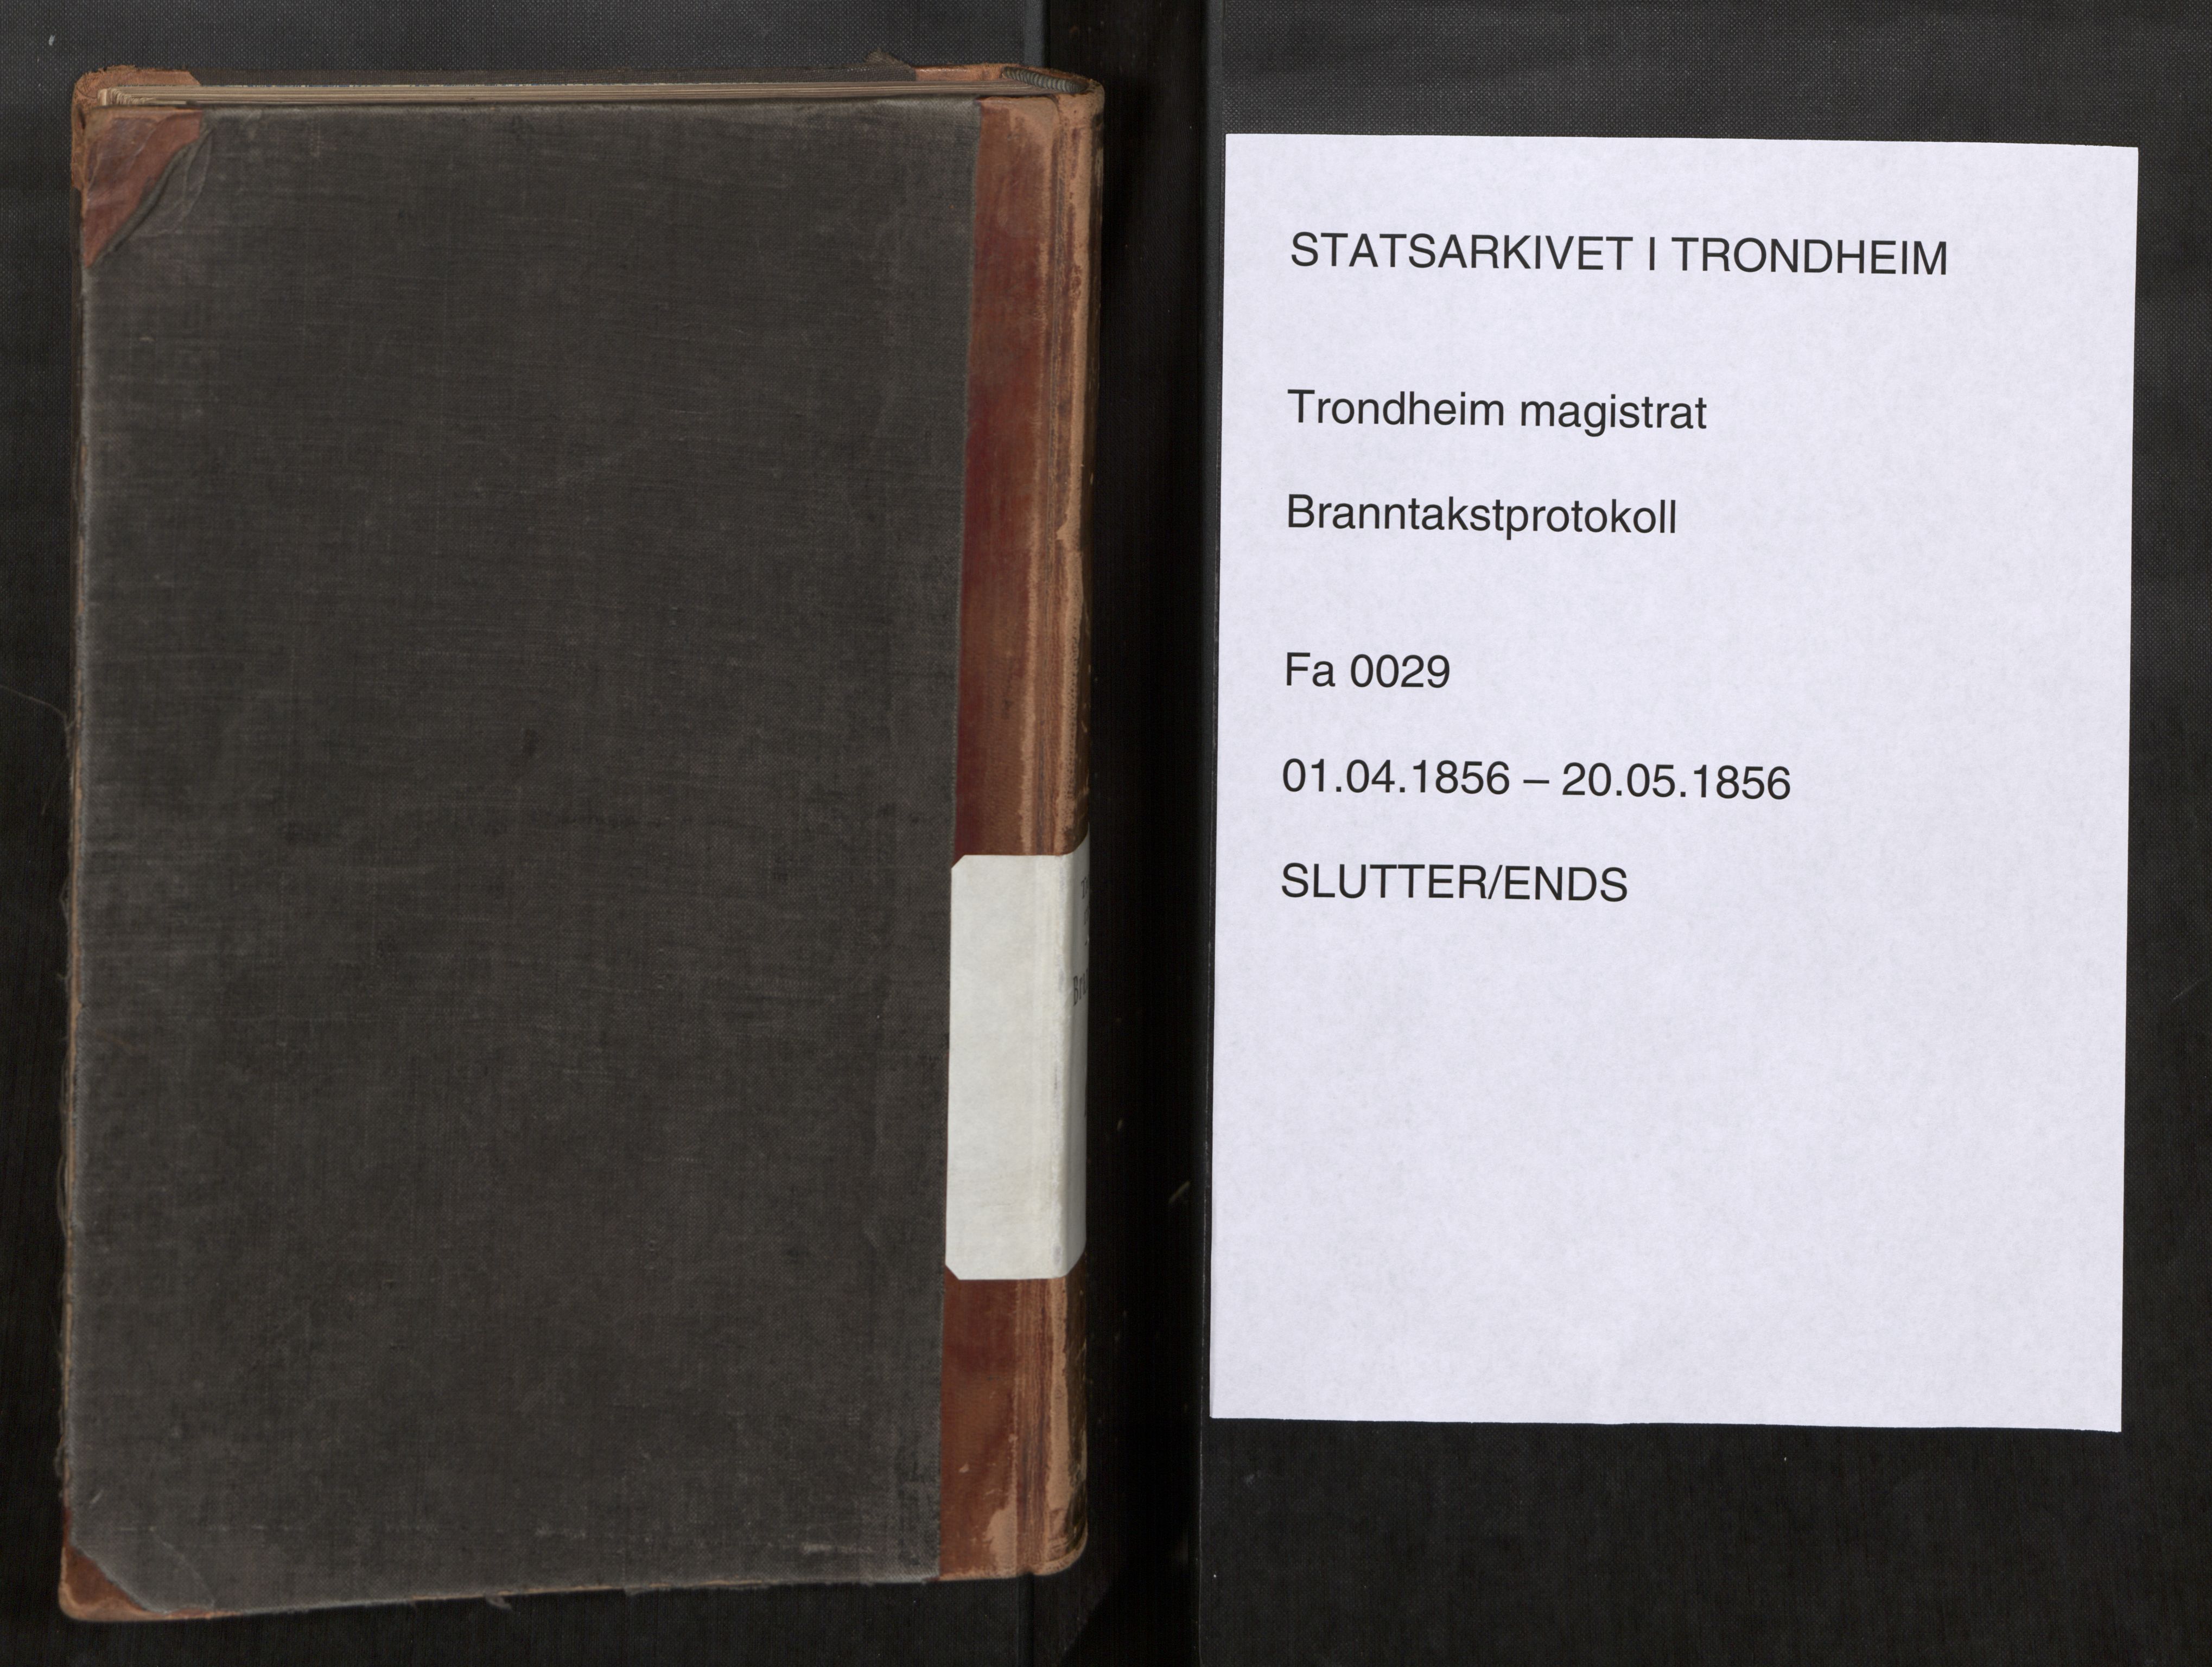 STATSARKIVET I TRONDHEIM
Trondheim magistrat
Branntakstprotokoll
Fa 0029
01.04.1856 – 20.05.1856
SLUTTER/ENDS